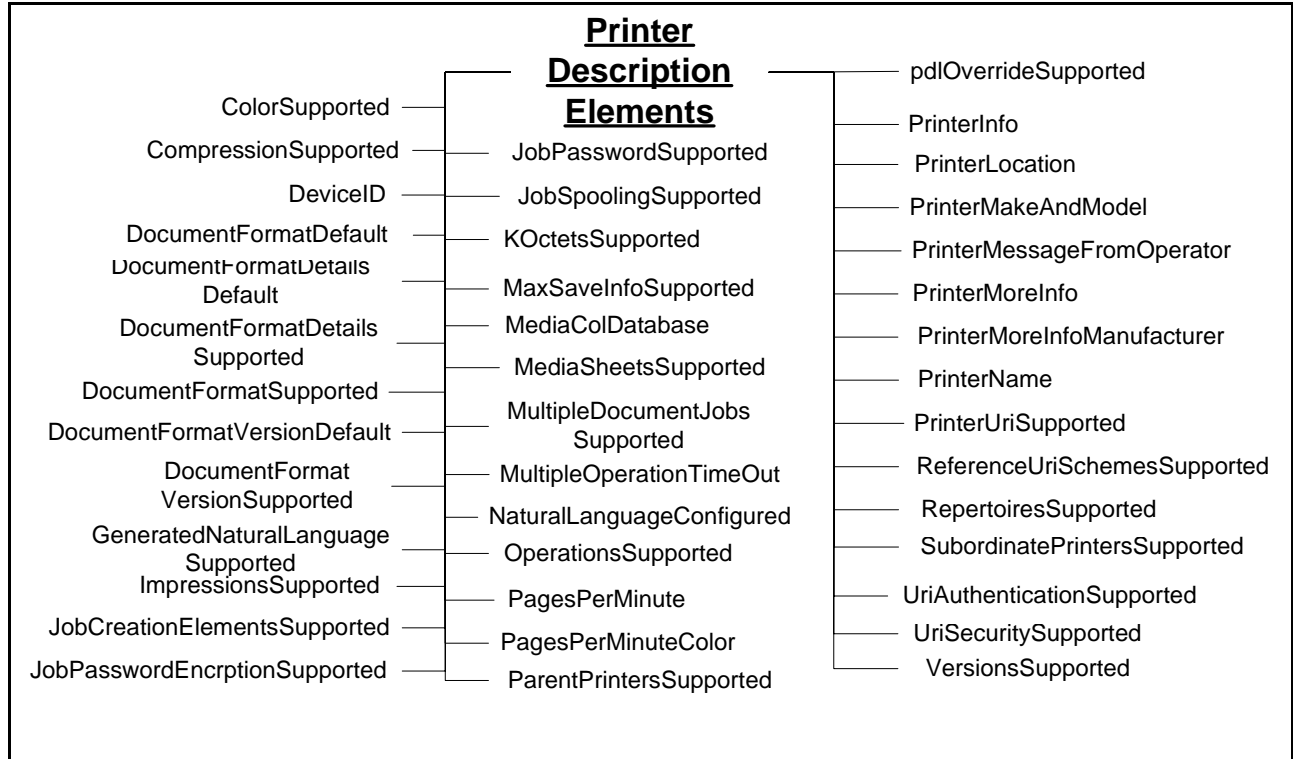 Printer
Description
Elements
ColorSupported
CompressionSupported
DeviceID
DocumentFormatDefault
DocumentFormatDetails
Default
DocumentFormatDetails
Supported
DocumentFormatSupported
DocumentFormatVersionDefault
DocumentFormat
VersionSupported
GeneratedNaturalLanguage
Supported
ImpressionsSupported
JobCreationElementsSupported
JobPasswordEncrptionSupported
JobPasswordSupported
JobSpoolingSupported
KOctetsSupported
MaxSaveInfoSupported
MediaColDatabase
MediaSheetsSupported
MultipleDocumentJobs
Supported
MultipleOperationTimeOut
NaturalLanguageConfigured
OperationsSupported
PagesPerMinute
PagesPerMinuteColor
ParentPrintersSupported
pdlOverrideSupported
PrinterInfo
PrinterLocation
PrinterMakeAndModel
PrinterMessageFromOperator
PrinterMoreInfo
PrinterMoreInfoManufacturer
PrinterName
PrinterUriSupported
ReferenceUriSchemesSupported
RepertoiresSupported
SubordinatePrintersSupported
UriAuthenticationSupported
UriSecuritySupported
VersionsSupported